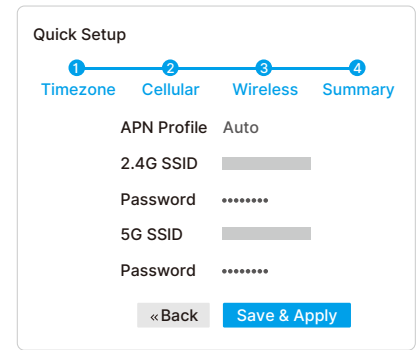 Quick Setup
1 2 3 4
Timezone Cellular Wireless Summary
APN Profile Auto
2.4G SSID
Password ••••••••
5G SSID
Password ••••••••
«Back Save & Apply